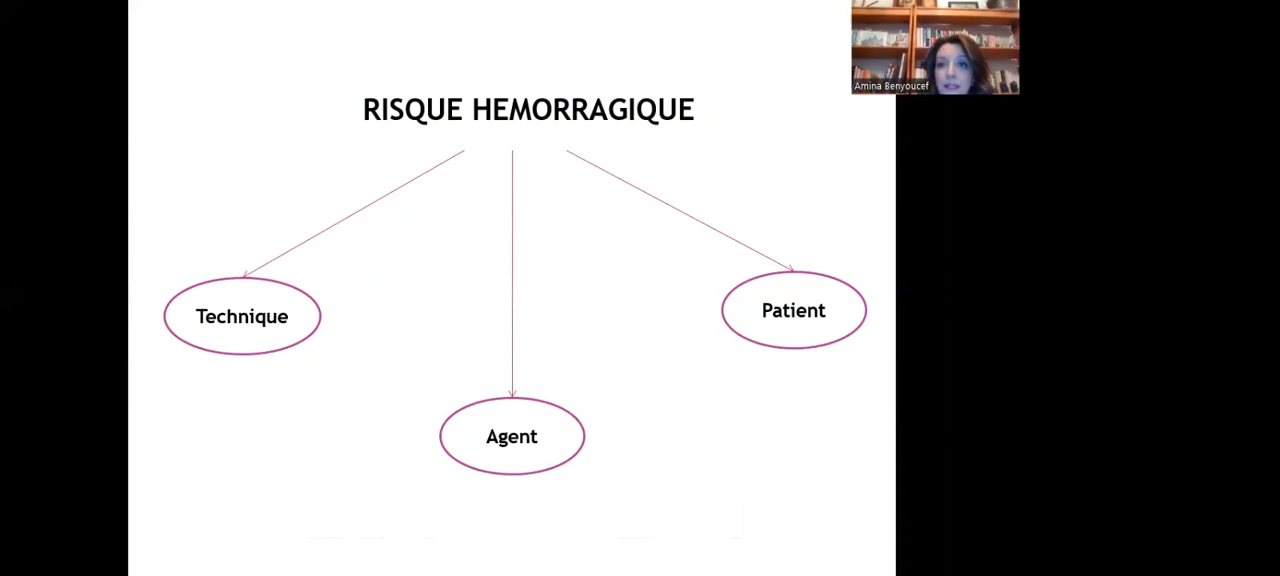 Amina Benyoucef
RISQUE HEMORRAGIQUE
Technique
Patient
Agent